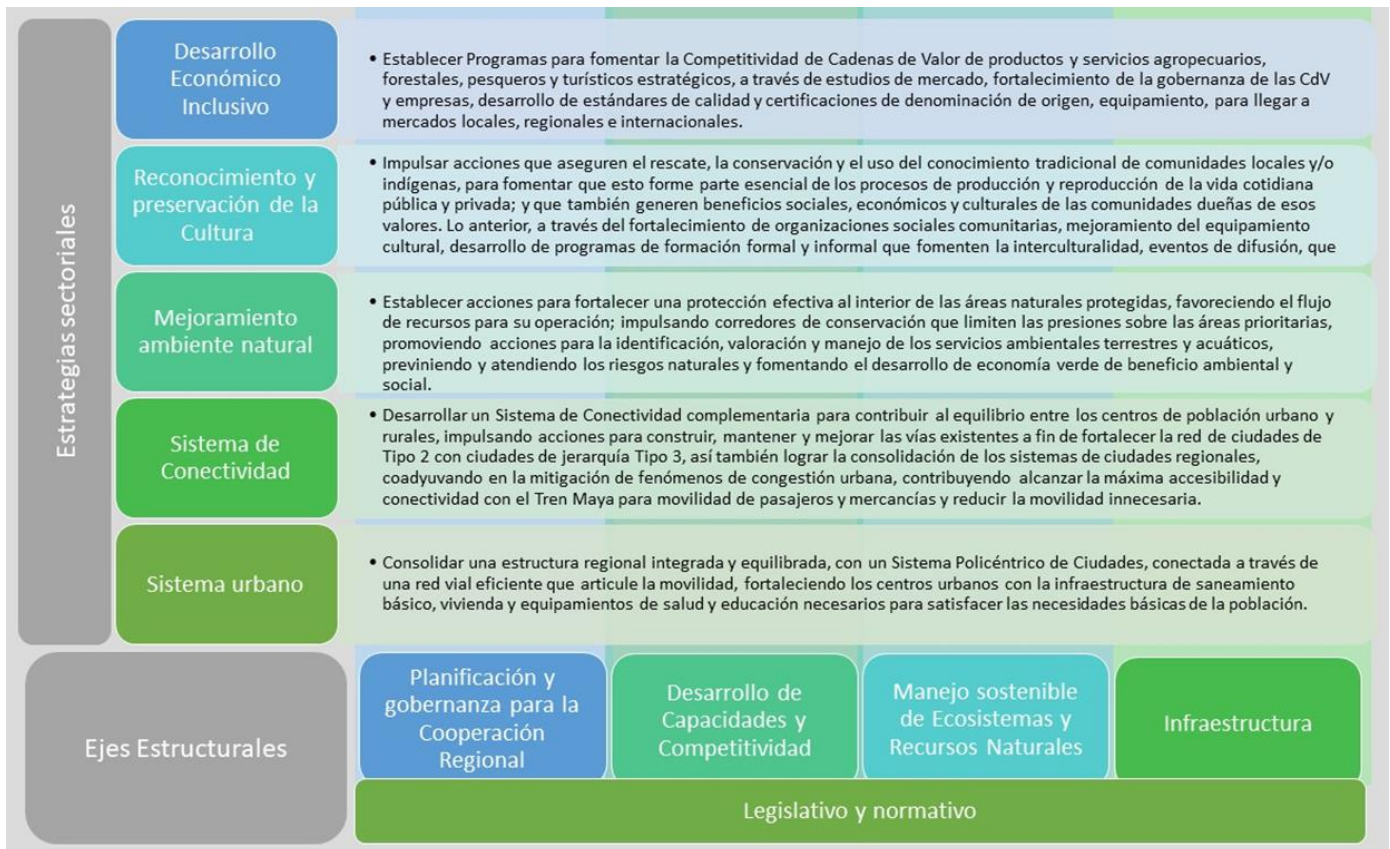 Estrategias sectoriales
Desarrollo
Económico
Inclusivo
• Establecer Programas para fomentar la Competitividad de Cadenas de Valor de productos y servicios agropecuarios,
forestales, pesqueros y turísticos estratégicos, a través de estudios de mercado, fortalecimiento de la gobernanza de las CdV
y empresas, desarrollo de estándares de calidad y certificaciones de denominación de origen, equipamiento, para llegar a
mercados locales, regionales e internacionales.
Reconocimiento y
preservación de la
Cultura
• Impulsar acciones que aseguren el rescate, la conservación y el uso del conocimiento tradicional de comunidades locales y/o
indígenas, para fomentar que esto forme parte esencial de los procesos de producción y reproducción de la vida cotidiana
pública y privada; y que también generen beneficios sociales, económicos y culturales de las comunidades dueñas de esos
valores. Lo anterior, a través del fortalecimiento de organizaciones sociales comunitarias, mejoramiento del equipamiento
cultural, desarrollo de programas de formación formal y informal que fomenten la interculturalidad, eventos de difusión, que
Mejoramiento
ambiente natural
• Establecer acciones para fortalecer una protección efectiva al interior de las áreas naturales protegidas, favoreciendo el flujo
de recursos para su operación; impulsando corredores de conservación que limiten las presiones sobre las áreas prioritarias,
promoviendo acciones para la identificación, valoración y manejo de los servicios ambientales terrestres y acuáticos,
previniendo y atendiendo los riesgos naturales y fomentando el desarrollo de economía verde de beneficio ambiental y
social.
Sistema de
Conectividad
• Desarrollar un Sistema de Conectividad complementaria para contribuir al equilibrio entre los centros de población urbano y
rurales, impulsando acciones para construir, mantener y mejorar las vías existentes a fin de fortalecer la red de ciudades de
Tipo 2 con ciudades de jerarquía Tipo 3, así también lograr la consolidación de los sistemas de ciudades regionales,
coadyuvando en la mitigación de fenómenos de congestión urbana, contribuyendo alcanzar la máxima accesibilidad y
conectividad con el Tren Maya para movilidad de pasajeros y mercancías y reducir la movilidad innecesaria.
Sistema urbano
• Consolidar una estructura regional integrada y equilibrada, con un Sistema Policéntrico de Ciudades, conectada a través de
una red vial eficiente que articule la movilidad, fortaleciendo los centros urbanos con la infraestructura de saneamiento
básico, vivienda y equipamientos de salud y educación necesarios para satisfacer las necesidades básicas de la población.
Ejes Estructurales
Planificación y
gobernanza para la
Cooperación
Regional
Desarrollo de
Capacidades y
Competitividad
Manejo sostenible
de Ecosistemas y
Recursos Naturales
Infraestructura
Legislativo y normativo